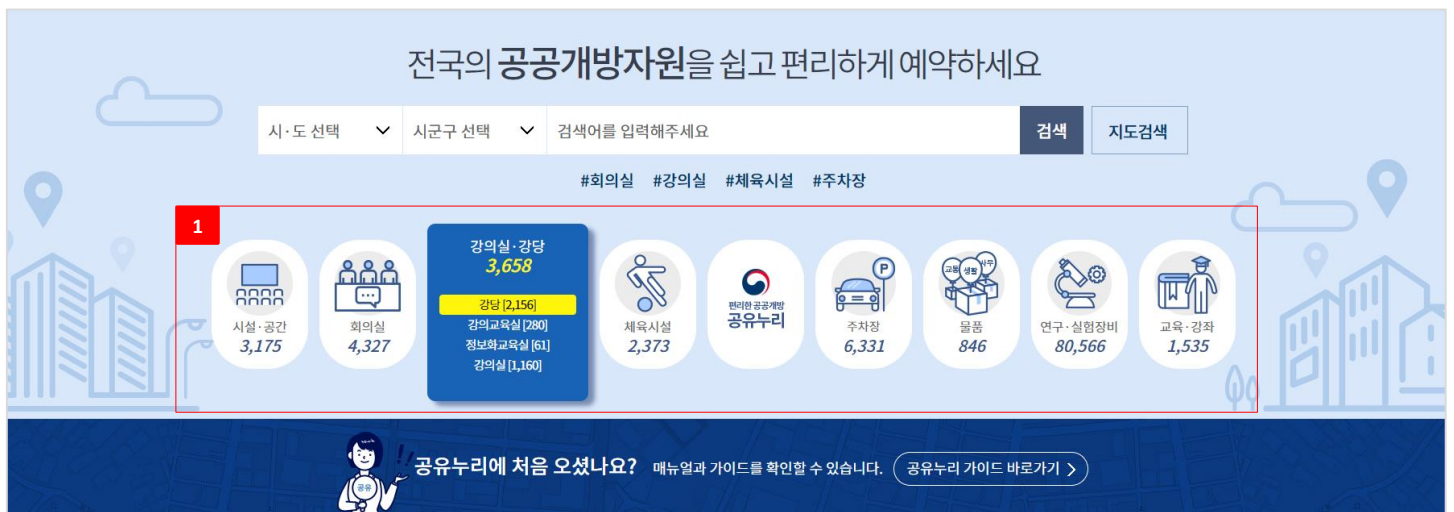 전국의 공공개방자원을 쉽고 편리하게 예약하세요
시·도 선택
시군구 선택
검색어를 입력해주세요
검색
지도검색
#회의실 #강의실 #체육시설 #주차장
1
시설·공간
3,175
회의실
4,327
강의실·강당
3,658
강당 [2,156]
강의교육실 [280]
정보화교육실 [61]
강의실 [1,160]
체육시설
2,373
편리한 공공개방
공유누리
P
주차장
6,331
교통 생활 사무
물품
846
연구·실험장비
80,566
교육·강좌
1,535
공유
!!
공유누리에 처음 오셨나요? 매뉴얼과 가이드를 확인할 수 있습니다. 공유누리 가이드 바로가기 >